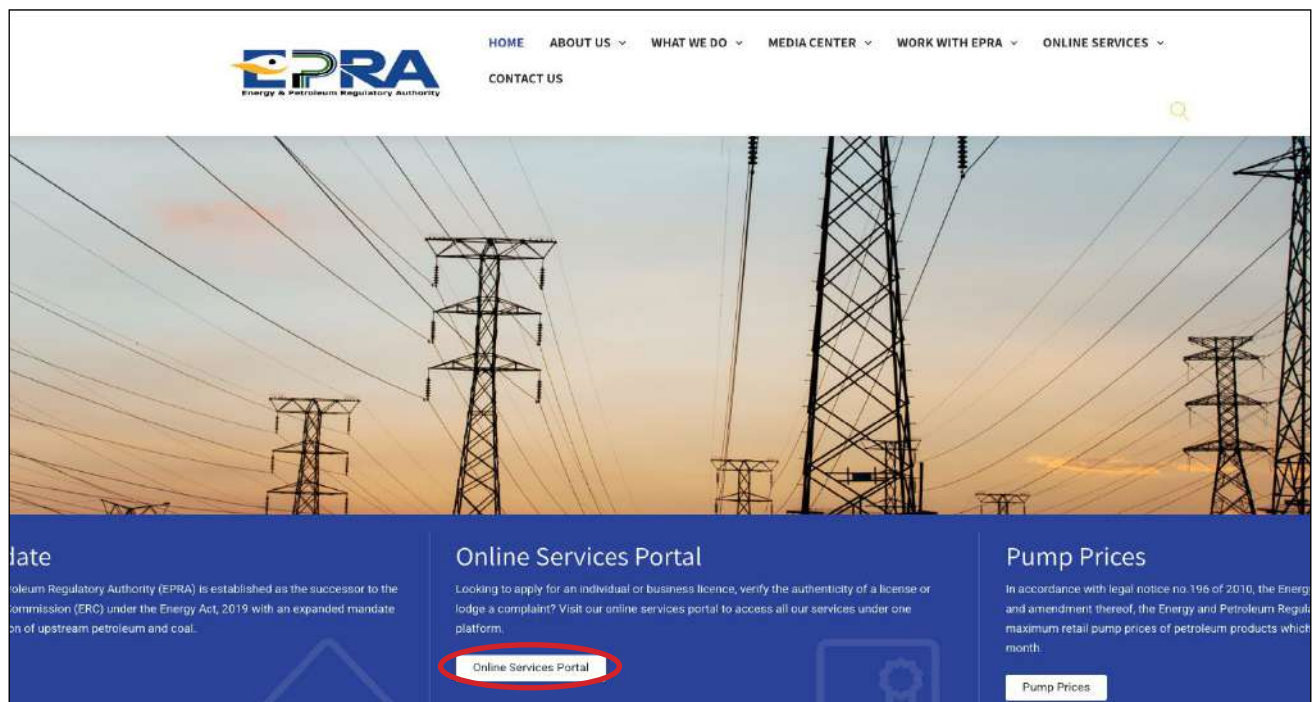 EPRA
Energy & Petroleum Regulatory Authority
HOME ABOUT US WHAT WE DO MEDIA CENTER WORK WITH EPRA ONLINE SERVICES
CONTACT US
date
roleum Regulatory Authority (EPRA) is established as the successor to the
ommission (ERC) under the Energy Act, 2019 with an expanded mandate
on of upstream petroleum and coal.
Online Services Portal
Looking to apply for an individual or business licence, verify the authenticity of a license or
lodge a complaint? Visit our online services portal to access all our services under one
platform.
Online Services Portal
Pump Prices
In accordance with legal notice no.196 of 2010, the Energ
and amendment thereof, the Energy and Petroleum Regul
maximum retail pump prices of petroleum products which
month.
Pump Prices